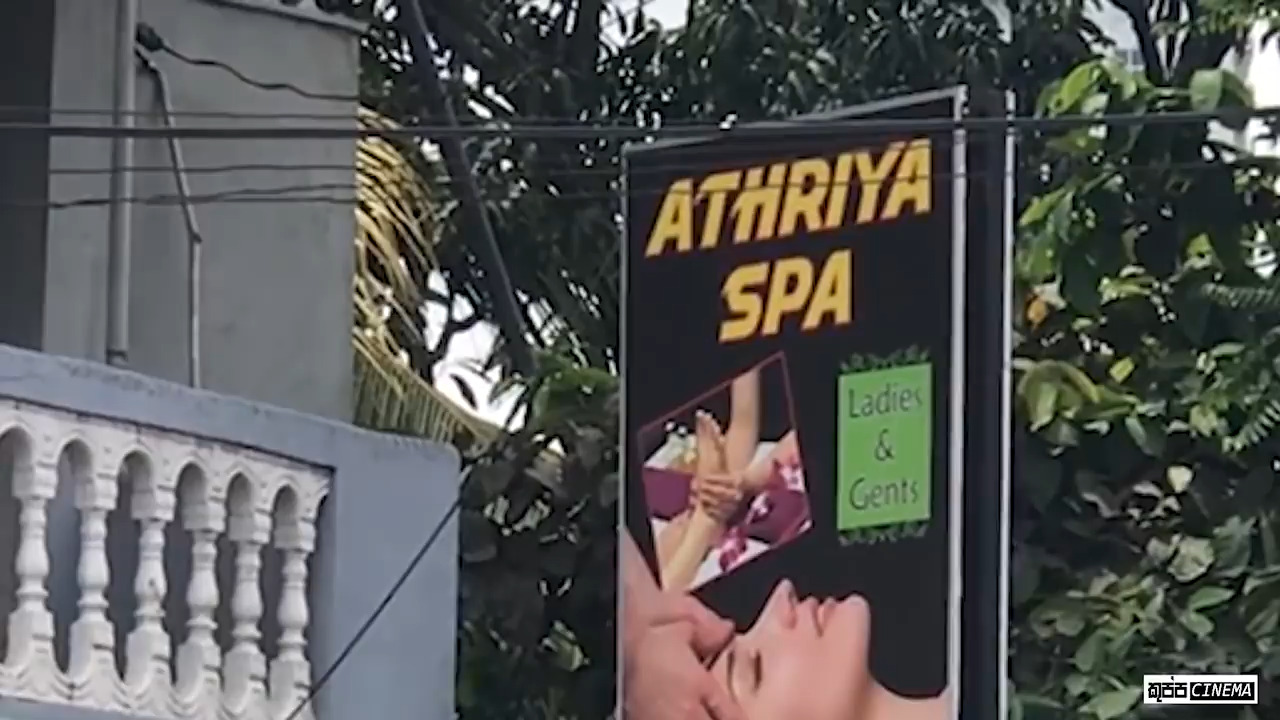 ATHRIYA
SPA
Ladies
&
Gents
තුප්ප CINEMA